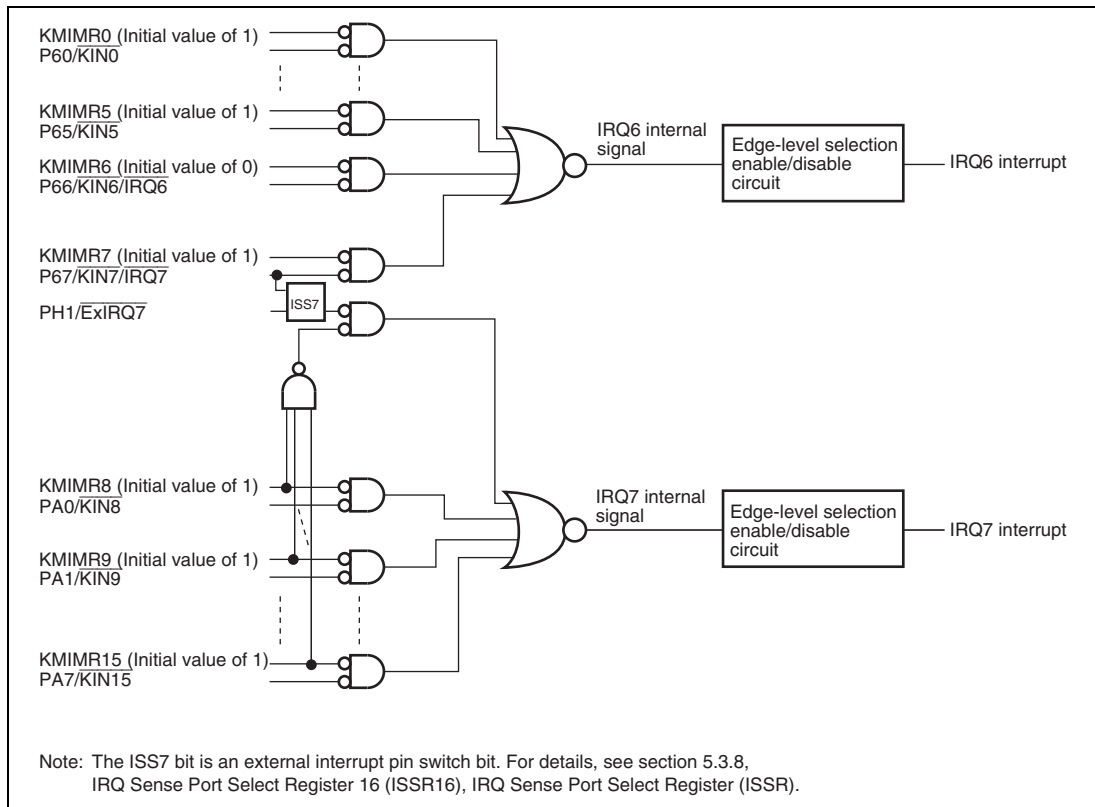 KMIMR0 (Initial value of 1)
P60/KIN0
KMIMR5 (Initial value of 1)
P65/KIN5
KMIMR6 (Initial value of 0)
P66/KIN6/IRQ6
KMIMR7 (Initial value of 1)
P67/KIN7/IRQ7
PH1/ExIRQ7
ISS7
IRQ6 internal
signal
Edge-level selection
enable/disable
circuit
IRQ6 interrupt
KMIMR8 (Initial value of 1)
PA0/KIN8
KMIMR9 (Initial value of 1)
PA1/KIN9
KMIMR15 (Initial value of 1)
PA7/KIN15
IRQ7 internal
signal
Edge-level selection
enable/disable
circuit
IRQ7 interrupt
Note: The ISS7 bit is an external interrupt pin switch bit. For details, see section 5.3.8,
IRQ Sense Port Select Register 16 (ISSR16), IRQ Sense Port Select Register (ISSR).